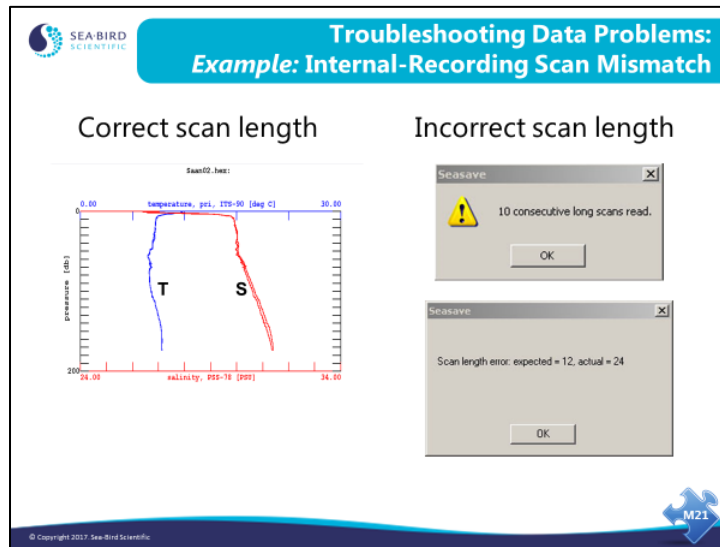 SEA·BIRD
SCIENTIFIC
Troubleshooting Data Problems:
Example: Internal-Recording Scan Mismatch
Correct scan length
Incorrect scan length
Saan02.hex:
0.00 temperature, pri, ITS-90 [deg C] 30.00
0
pressure [db]
T
S
200
24.00 salinity, PSS-78 [PSU] 34.00
Seasave
10 consecutive long scans read.
OK
Seasave
Scan length error: expected = 12, actual = 24
OK
M21
© Copyright 2017. Sea-Bird Scientific